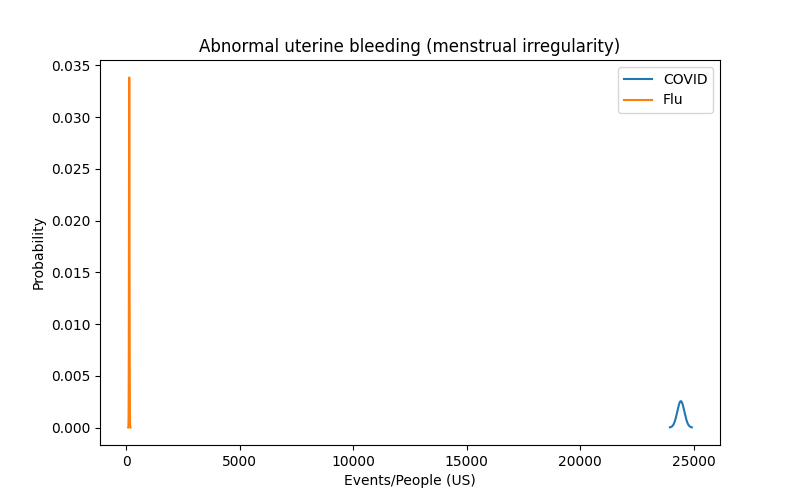 Abnormal uterine bleeding (menstrual irregularity)
0.035
0.030
0.025
0.020
0.015
0.010
0.005
0.000
Probability
COVID
Flu
0 5000 10000 15000 20000 25000
Events/People (US)